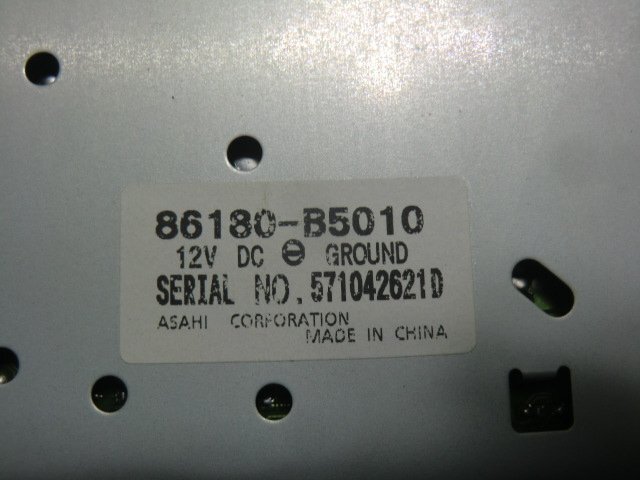 86180-B5010
12V DC ⊖ GROUND
SERIAL NO. 571042621D
ASAHI CORPORATION
MADE IN CHINA